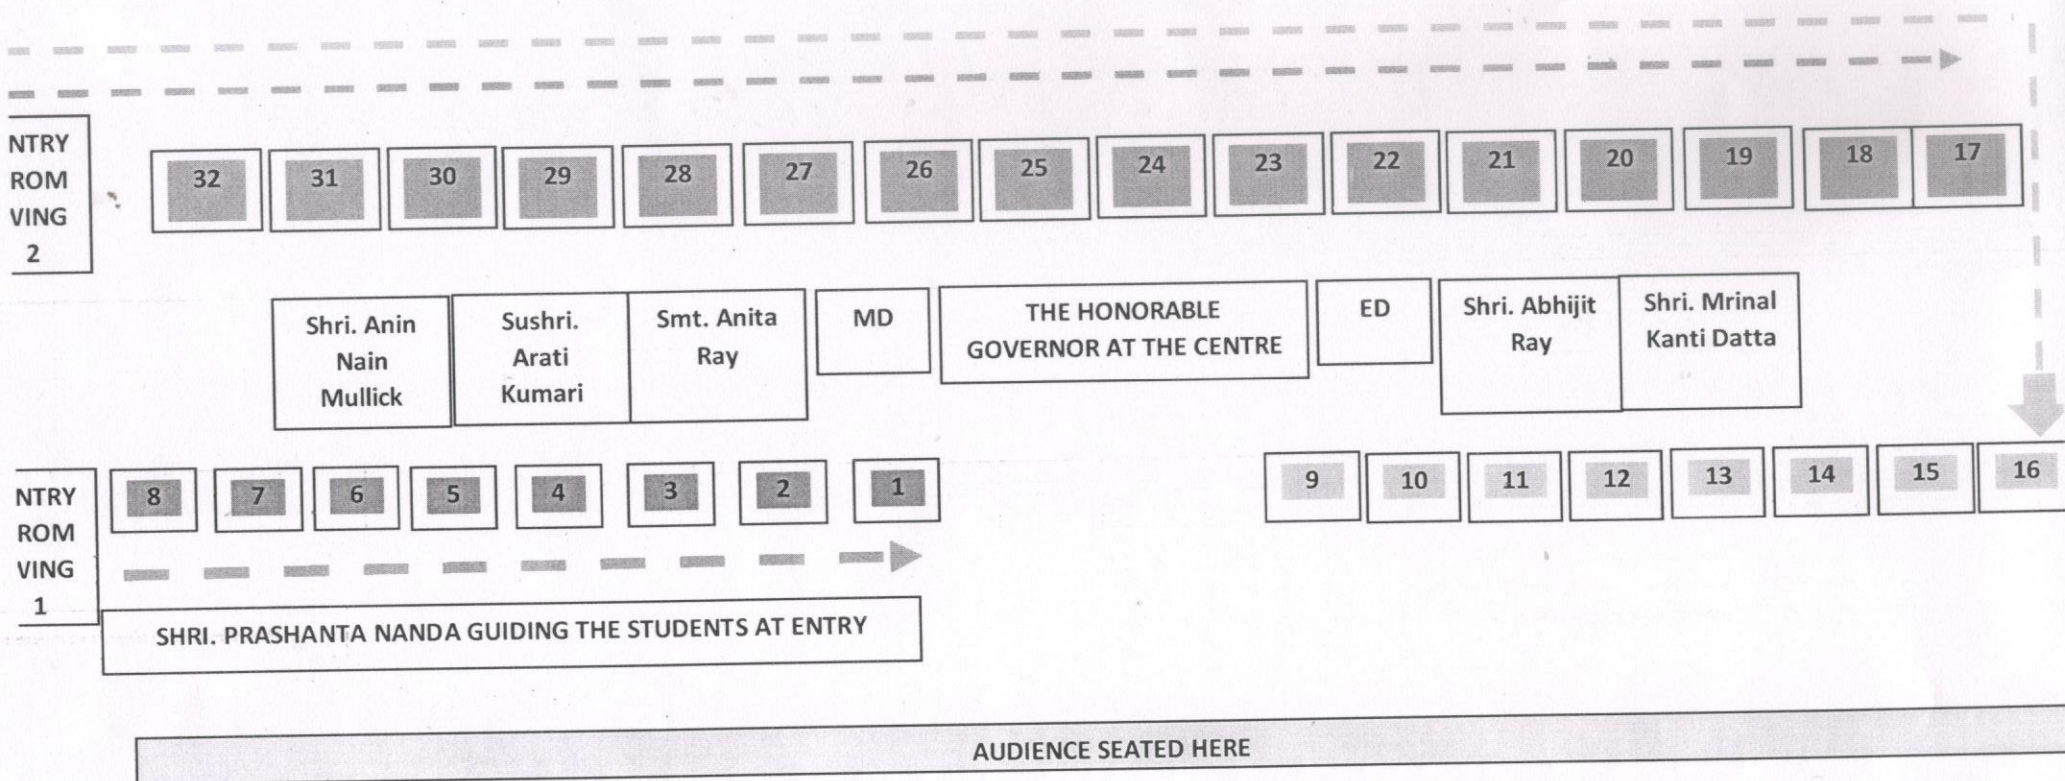 NTRY
ROM
VING
2
32 31 30 29 28 27 26 25 24 23 22 21 20 19 18 17
Shri. Anin
Nain
Mullick
Sushri.
Arati
Kumari
Smt. Anita
Ray
MD
THE HONORABLE
GOVERNOR AT THE CENTRE
ED
Shri. Abhijit
Ray
Shri. Mrinal
Kanti Datta
NTRY
ROM
VING
1
8 7 6 5 4 3 2 1 9 10 11 12 13 14 15 16
SHRI. PRASHANTA NANDA GUIDING THE STUDENTS AT ENTRY
AUDIENCE SEATED HERE